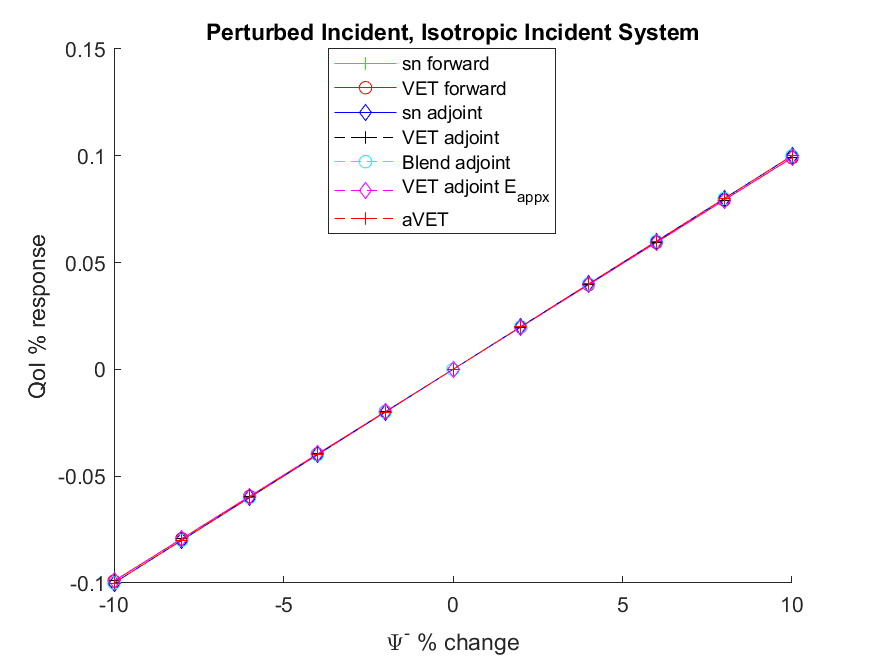 Perturbed Incident, Isotropic Incident System
sn forward
VET forward
sn adjoint
VET adjoint
Blend adjoint
VET adjoint E_appx
aVET
QoI % response
0.15
0.1
0.05
0
-0.05
-0.1
-10
-5
0
5
10
Ψ⁻ % change